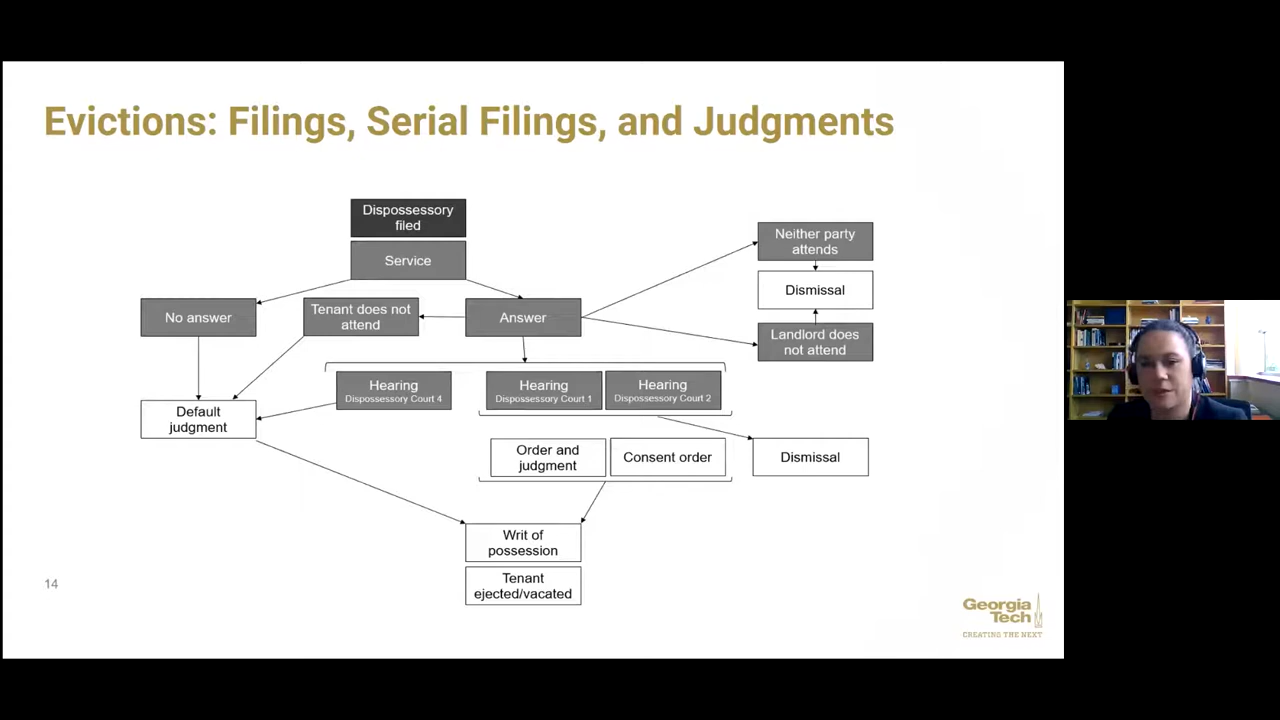 Evictions: Filings, Serial Filings, and Judgments
Dispossessory
filed
Service
Neither party
attends
Dismissal
No answer
Tenant does not
attend
Answer
Landlord does
not attend
Hearing
Dispossessory Court 4
Hearing
Dispossessory Court 1
Hearing
Dispossessory Court 2
Default
judgment
Order and
judgment
Consent order
Dismissal
Writ of
possession
Tenant
ejected/vacated
14
Georgia
Tech
CREATING THE NEXT